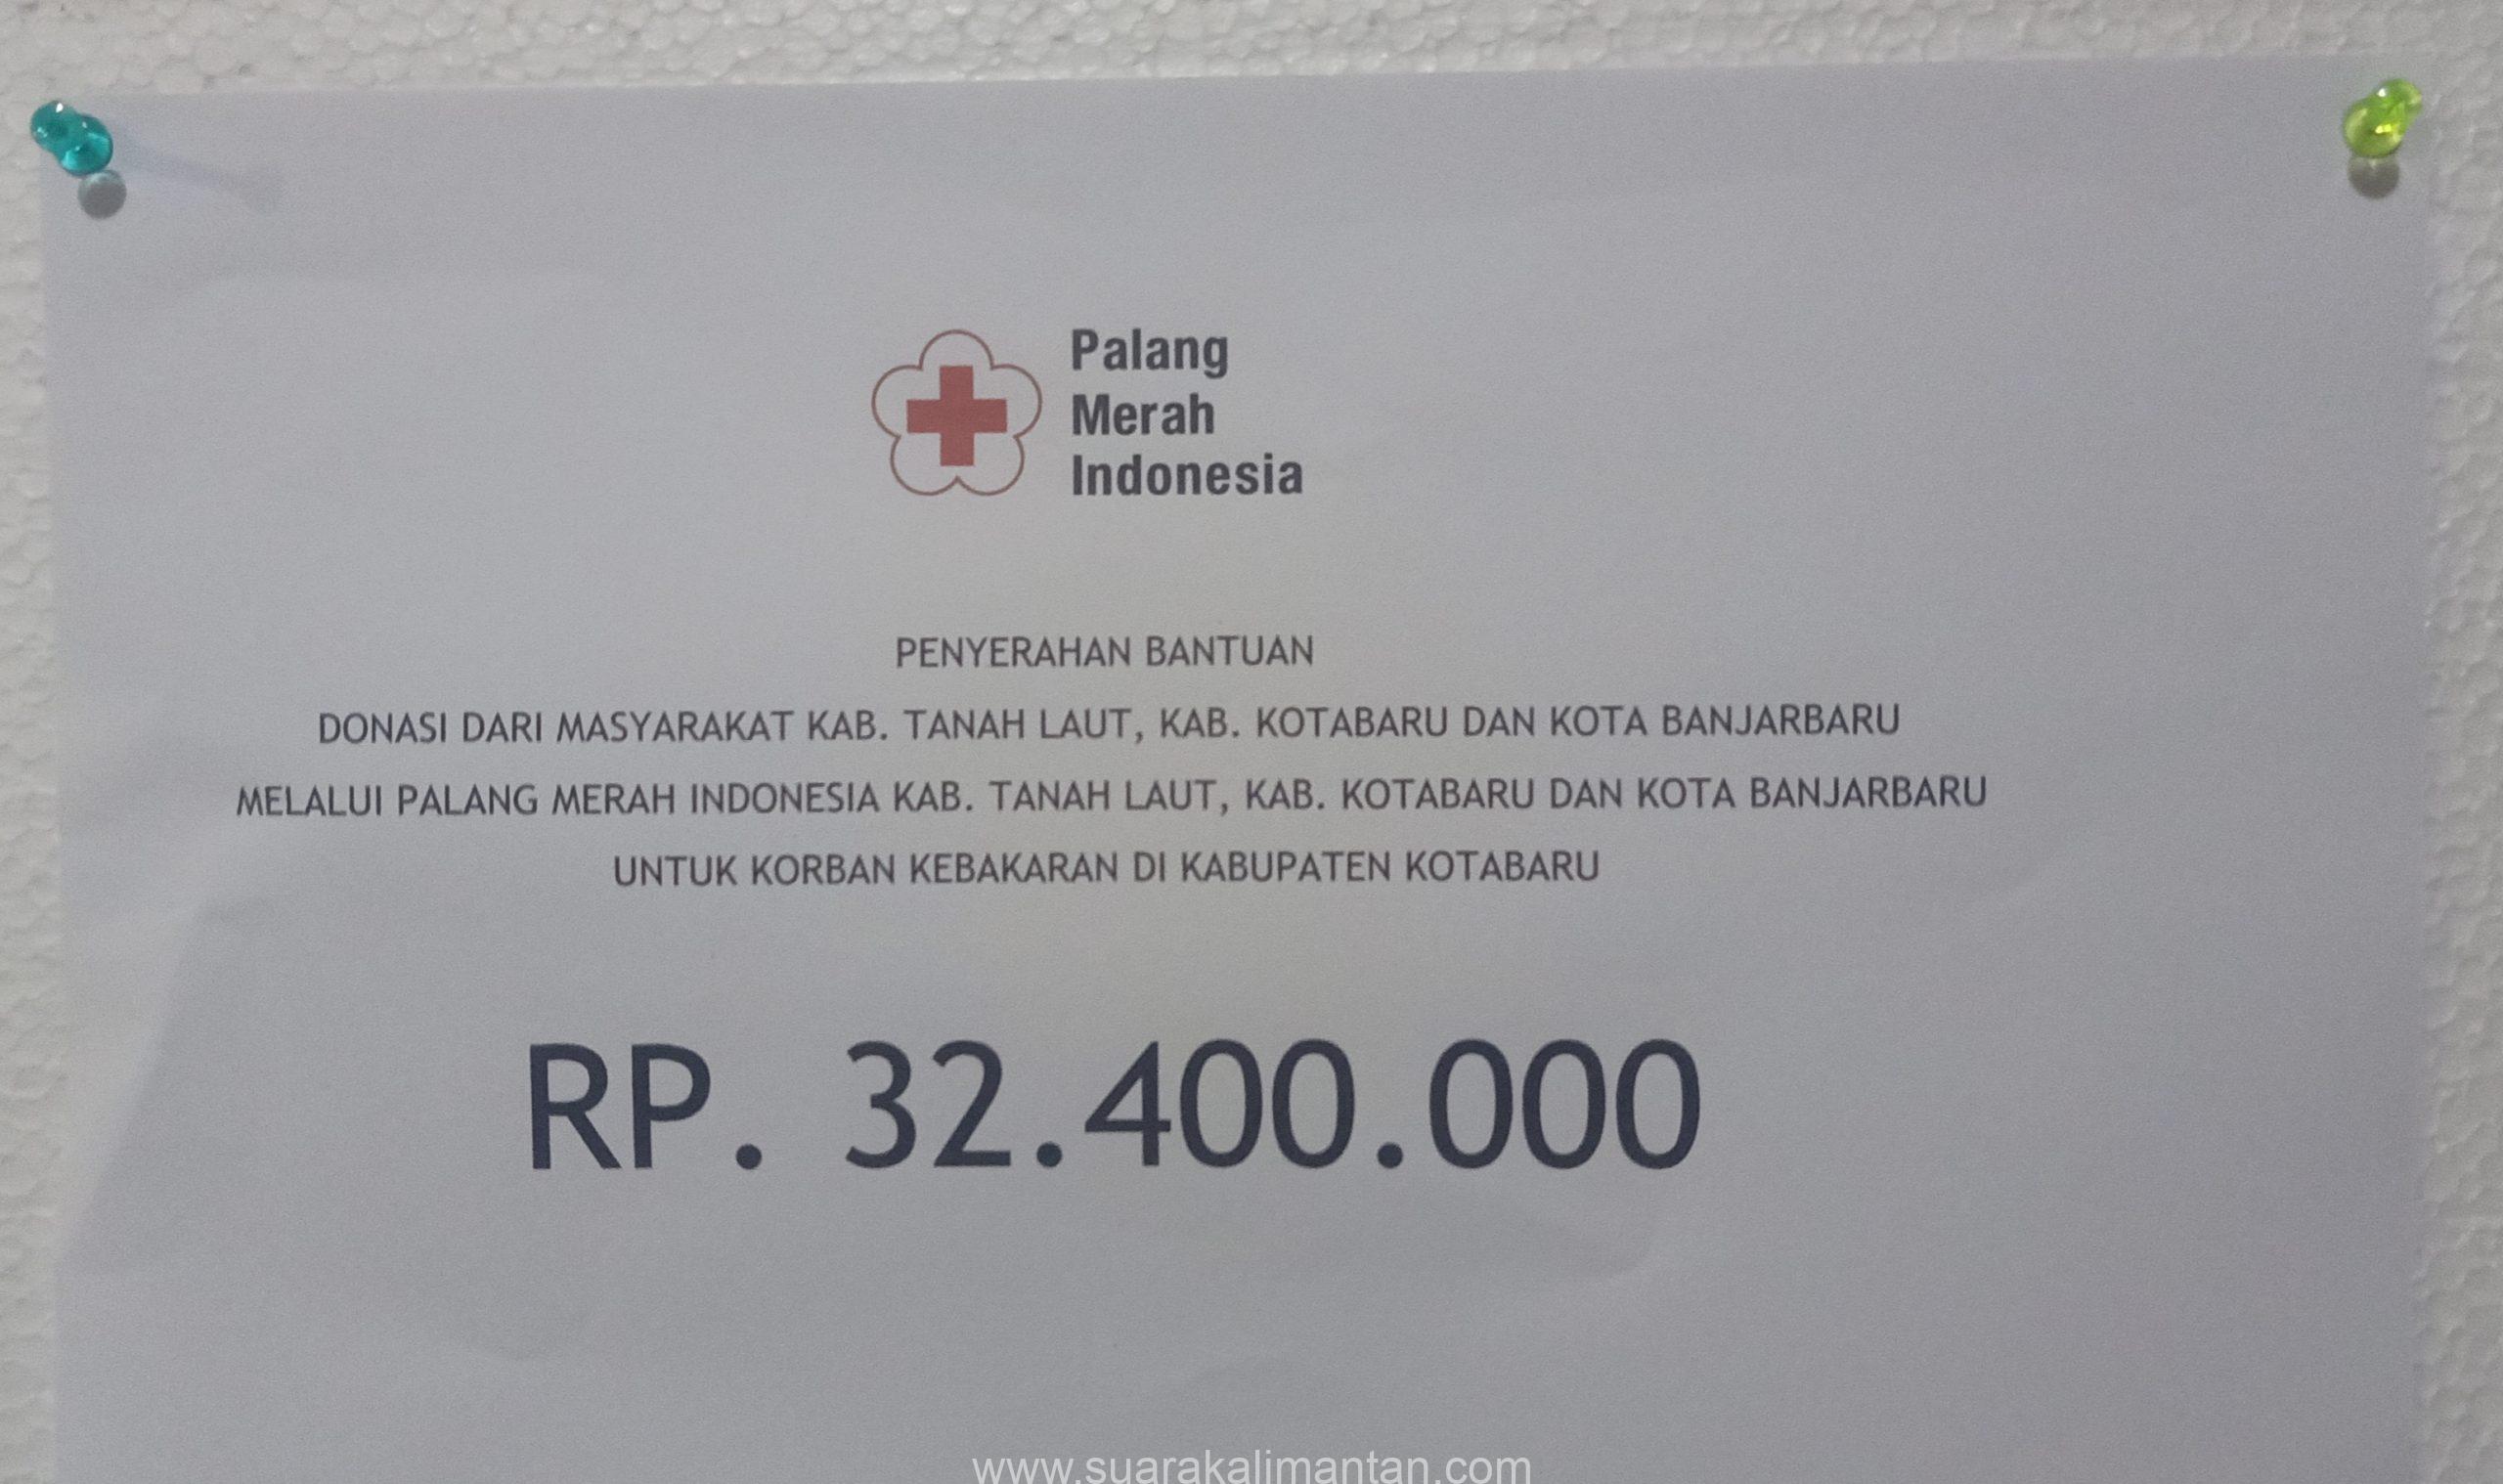 Palang
Merah
Indonesia
PENYERAHAN BANTUAN
DONASI DARI MASYARAKAT KAB. TANAH LAUT, KAB. KOTABARU DAN KOTA BANJARBARU
MELALUI PALANG MERAH INDONESIA KAB. TANAH LAUT, KAB. KOTABARU DAN KOTA BANJARBARU
UNTUK KORBAN KEBAKARAN DI KABUPATEN KOTABARU
RP. 32.400.000
www.suarakalimantan.com